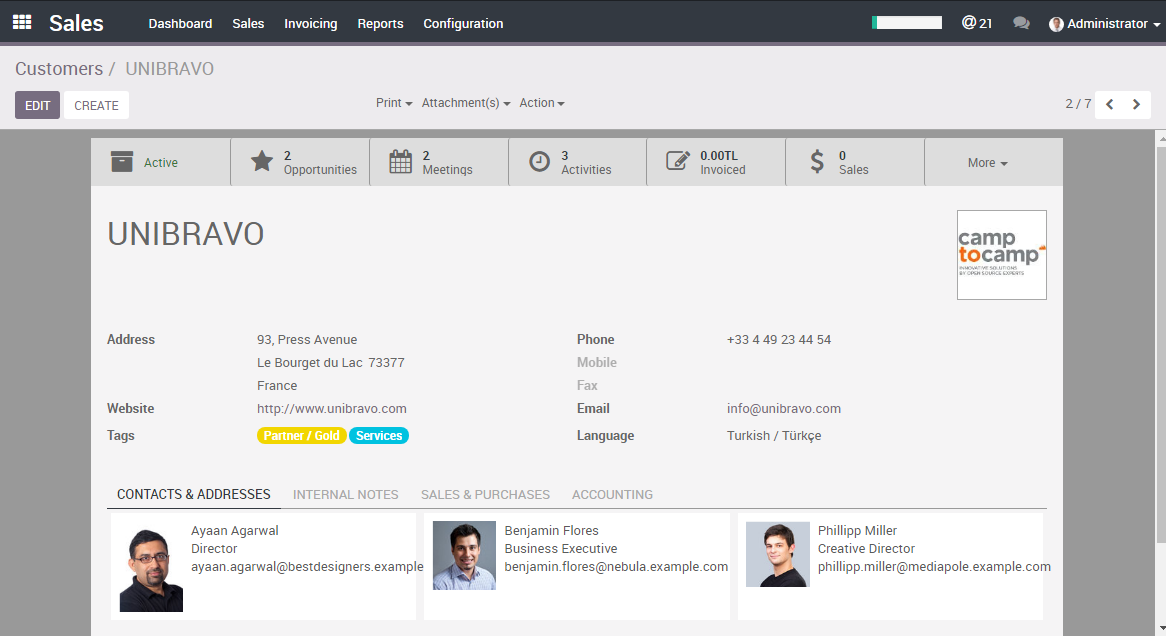 Sales Dashboard Sales Invoicing Reports Configuration @ 21 Administrator
Customers / UNIBRAVO
EDIT CREATE Print Attachment(s) Action 2 / 7
Active
2
Opportunities
2
Meetings
3
Activities
0.00TL
Invoiced
$
0
Sales
More
UNIBRAVO
camp
tocamp
INNOVATIVE SOLUTIONS
BY OPEN SOURCE EXPERTS
Address 93, Press Avenue
Le Bourget du Lac 73377
France
Website http://www.unibravo.com
Tags Partner / Gold Services
Phone +33 4 49 23 44 54
Mobile
Fax
Email info@unibravo.com
Language Turkish / Türkçe
CONTACTS & ADDRESSES INTERNAL NOTES SALES & PURCHASES ACCOUNTING
Ayaan Agarwal
Director
ayaan.agarwal@bestdesigners.example
Benjamin Flores
Business Executive
benjamin.flores@nebula.example.com
Phillipp Miller
Creative Director
phillipp.miller@mediapole.example.com